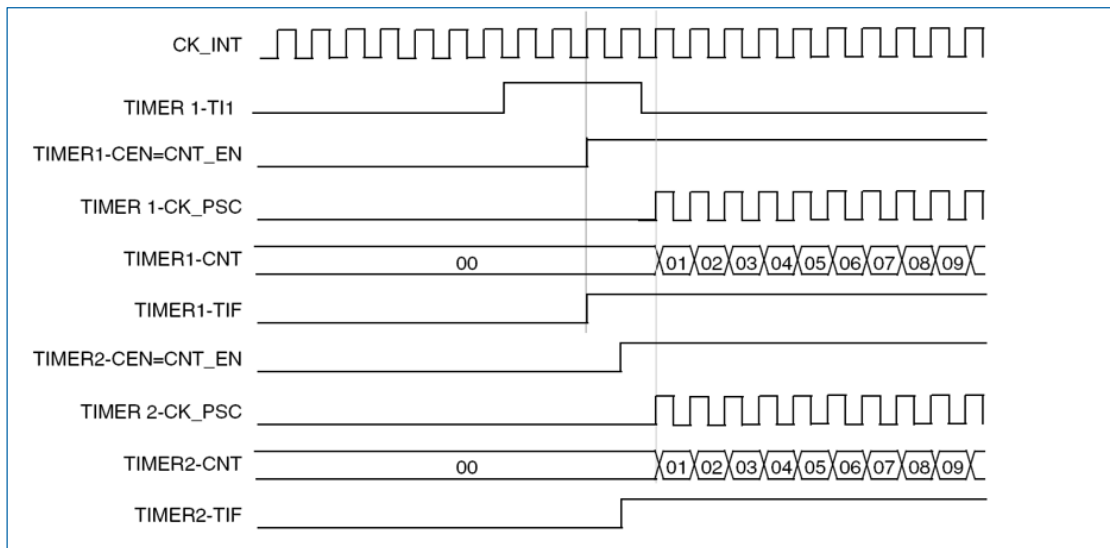 CK_INT
TIMER 1-TI1
TIMER1-CEN=CNT_EN
TIMER 1-CK_PSC
TIMER1-CNT 00 01 02 03 04 05 06 07 08 09
TIMER1-TIF
TIMER2-CEN=CNT_EN
TIMER 2-CK_PSC
TIMER2-CNT 00 01 02 03 04 05 06 07 08 09
TIMER2-TIF